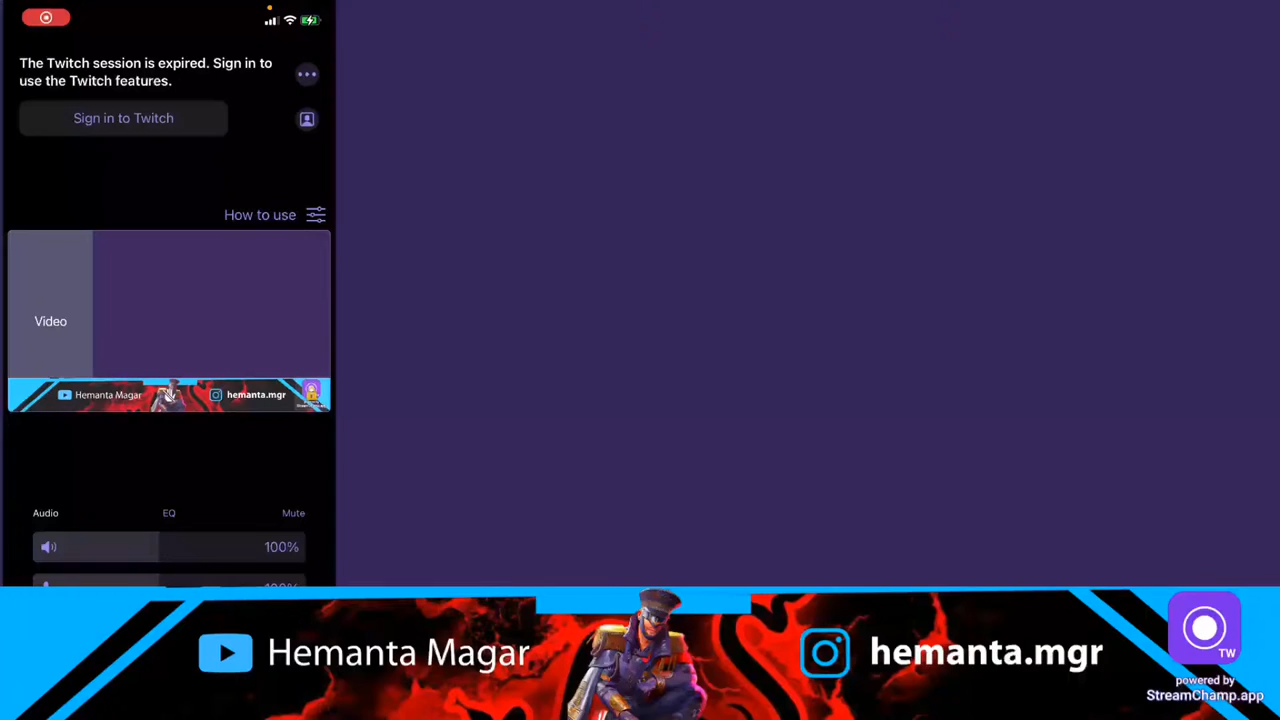 The Twitch session is expired. Sign in to
use the Twitch features.
Sign in to Twitch
How to use
Video
Hemanta Magar
hemanta.mgr
Audio EQ Mute
100%
Hemanta Magar
hemanta.mgr
TW
powered by
StreamChamp.app